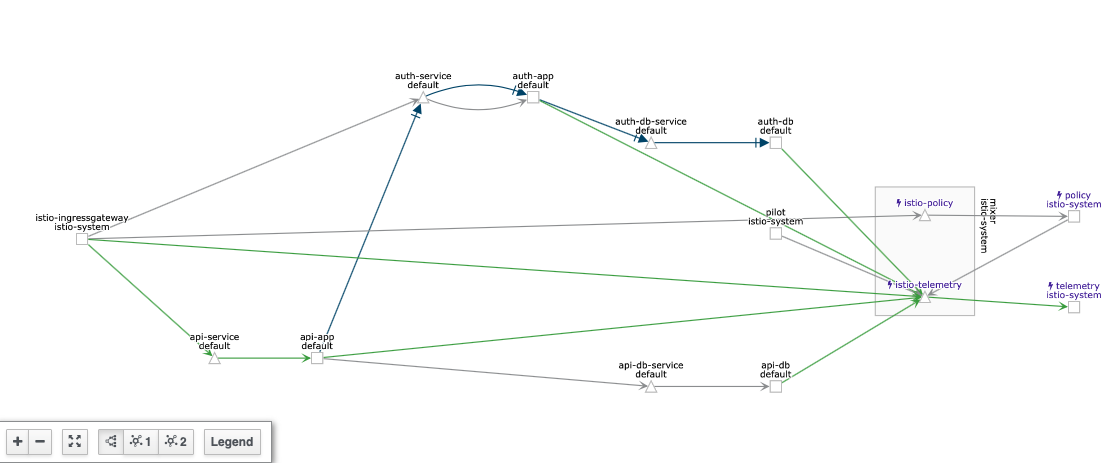 auth-service
default
auth-app
default
auth-db-service
default
auth-db
default
istio-ingressgateway
istio-system
pilot
istio-system
istio-policy
mixer
istio-system
policy
istio-system
istio-telemetry
telemetry
istio-system
api-service
default
api-app
default
api-db-service
default
api-db
default
1
2
Legend